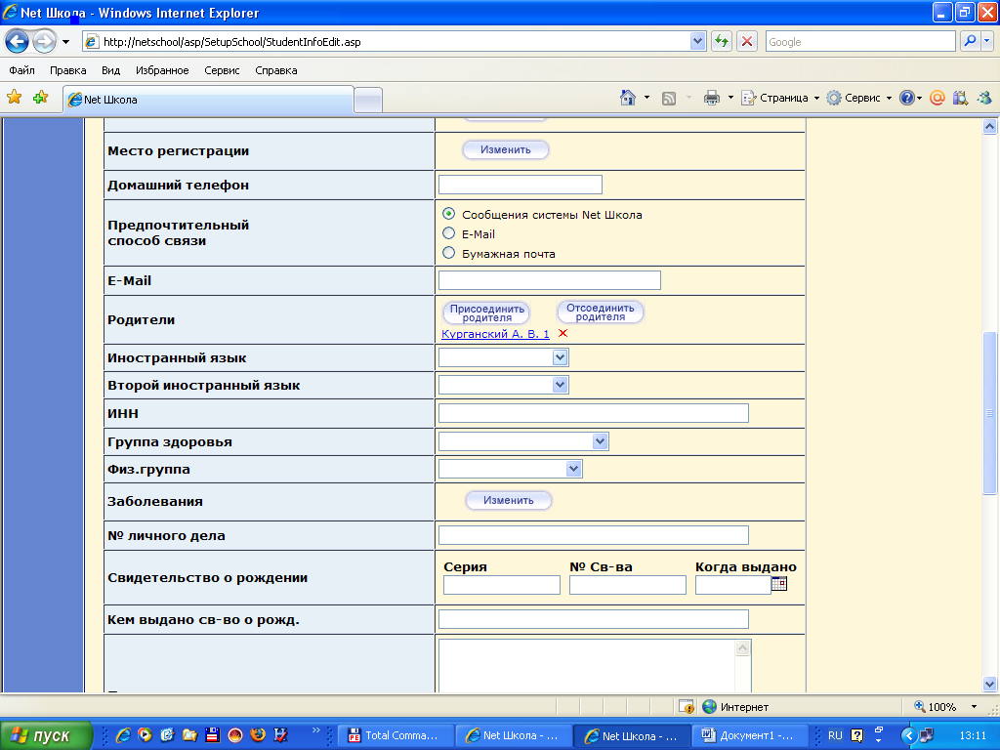 Net Школа - Windows Internet Explorer
http://netschool/asp/SetupSchool/StudentInfoEdit.asp
Google
Файл Правка Вид Избранное Сервис Справка
Net Школа
Страница Сервис
Место регистрации Изменить
Домашний телефон
Предпочтительный
способ связи
Сообщения системы Net Школа
E-Mail
Бумажная почта
E-Mail
Родители
Присоединить
родителя
Отсоединить
родителя
Курганский А. В. 1
Иностранный язык
Второй иностранный язык
ИНН
Группа здоровья
Физ.группа
Заболевания Изменить
№ личного дела
Свидетельство о рождении
Серия № Св-ва Когда выдано
Кем выдано св-во о рожд.
Интернет 100%
пуск Total Comma... Net Школа - ... Net Школа - ... Документ1 -... RU 13:11